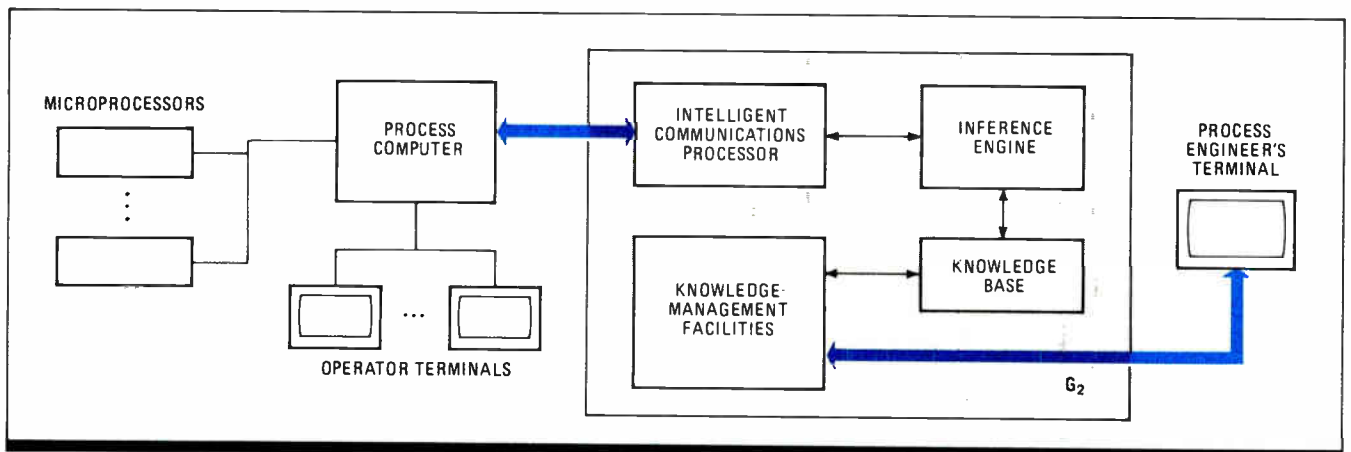 MICROPROCESSORS
PROCESS
COMPUTER
OPERATOR TERMINALS
INTELLIGENT
COMMUNICATIONS
PROCESSOR
INFERENCE
ENGINE
KNOWLEDGE-
MANAGEMENT
FACILITIES
KNOWLEDGE
BASE
G2
PROCESS
ENGINEER'S
TERMINAL